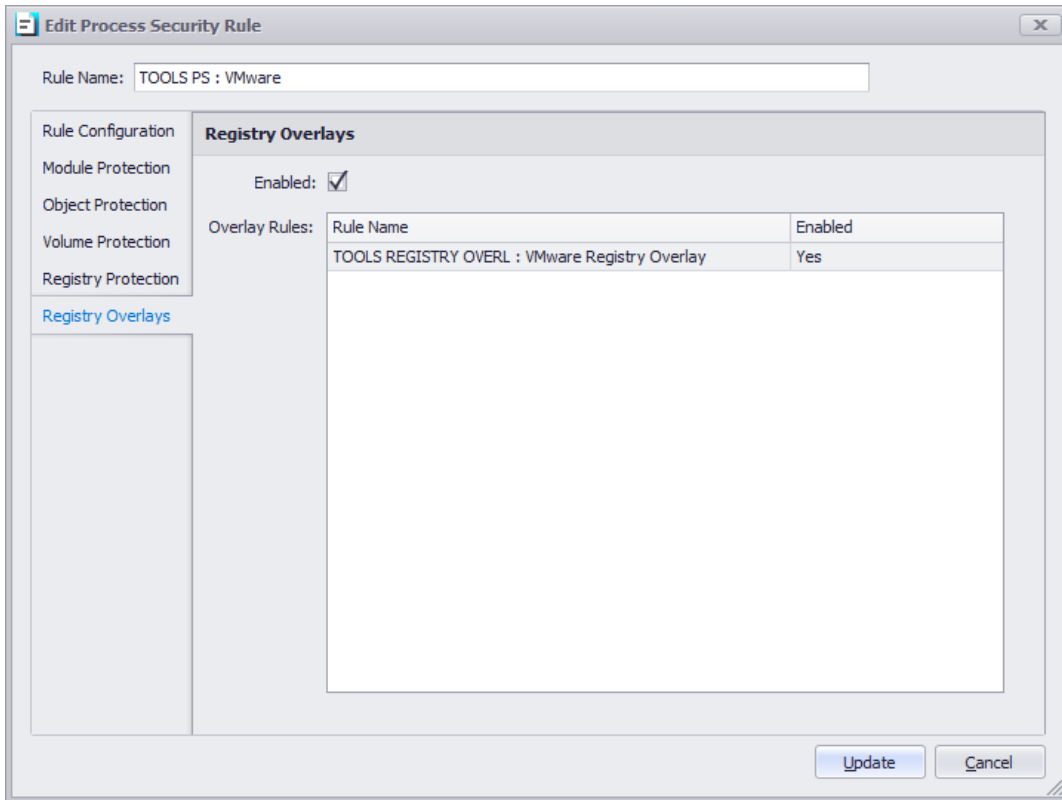 Edit Process Security Rule
Rule Name: TOOLS PS : VMware
Rule Configuration
Module Protection
Object Protection
Volume Protection
Registry Protection
Registry Overlays
Registry Overlays
Enabled:
Overlay Rules:
Rule Name Enabled
TOOLS REGISTRY OVERL : VMware Registry Overlay Yes
Update Cancel